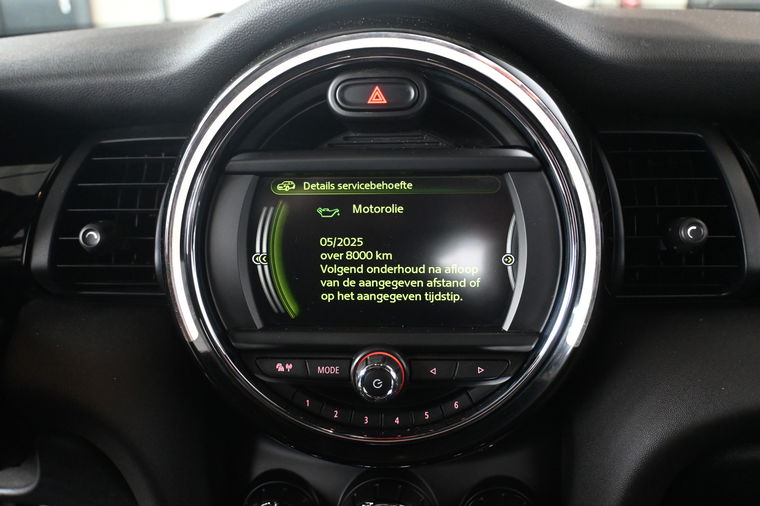 Details servicebehoefte
Motorolie
05/2025
over 8000 km
Volgend onderhoud na afloop
van de aangegeven afstand of
op het aangegeven tijdstip.
MODE
1 2 3 4 5 6